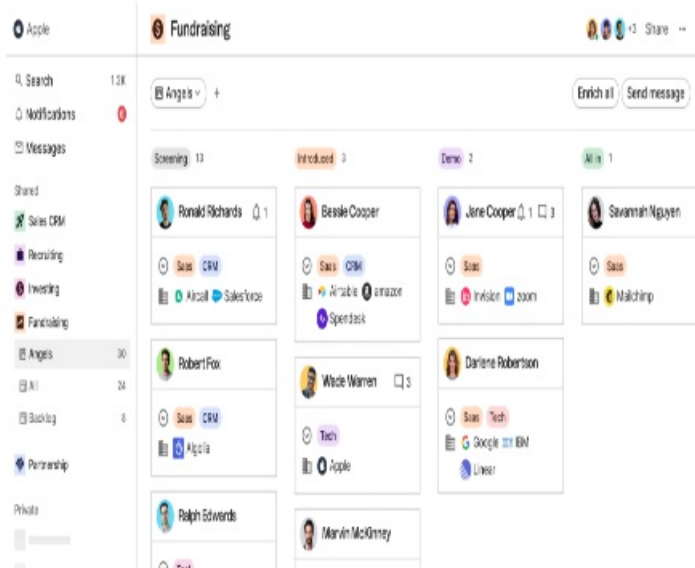 Apple
Search 1.2K
Notifications 6
Messages
Shared
Sales CRM
Recruiting
Investing
Fundraising
Angels 30
All 24
Backlog 8
Partnership
Private
Fundraising
+3 Share
Angels +
Enrich all Send message
Screening 13
Ronald Richards 1
Saas CRM
Aircall Salesforce
Robert Fox
Saas CRM
Algolia
Ralph Edwards
Tech
Introduced 3
Bessie Cooper
Saas CRM
Airtable amazon
Spendesk
Wade Warren 3
Tech
Apple
Marvin McKinney
Demo 2
Jane Cooper 1 3
Saas
Invision zoom
Darlene Robertson
Saas Tech
Google IBM
Linear
All in 1
Savannah Nguyen
Saas
Mailchimp